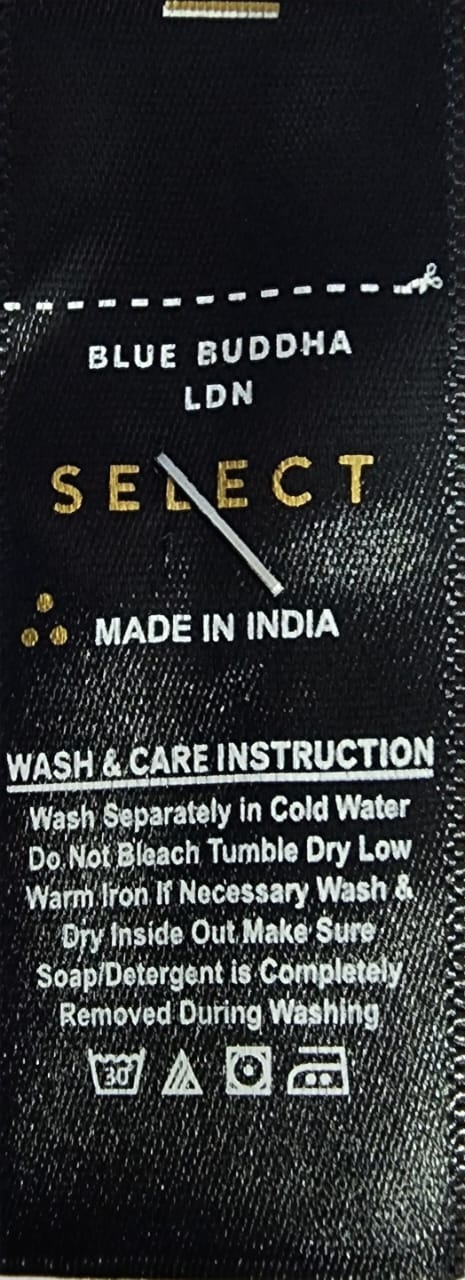 BLUE BUDDHA
LDN
SELECT
MADE IN INDIA
WASH & CARE INSTRUCTION
Wash Separately in Cold Water
Do Not Bleach Tumble Dry Low
Warm Iron If Necessary Wash &
Dry Inside Out Make Sure
Soap/Detergent is Completely
Removed During Washing
30